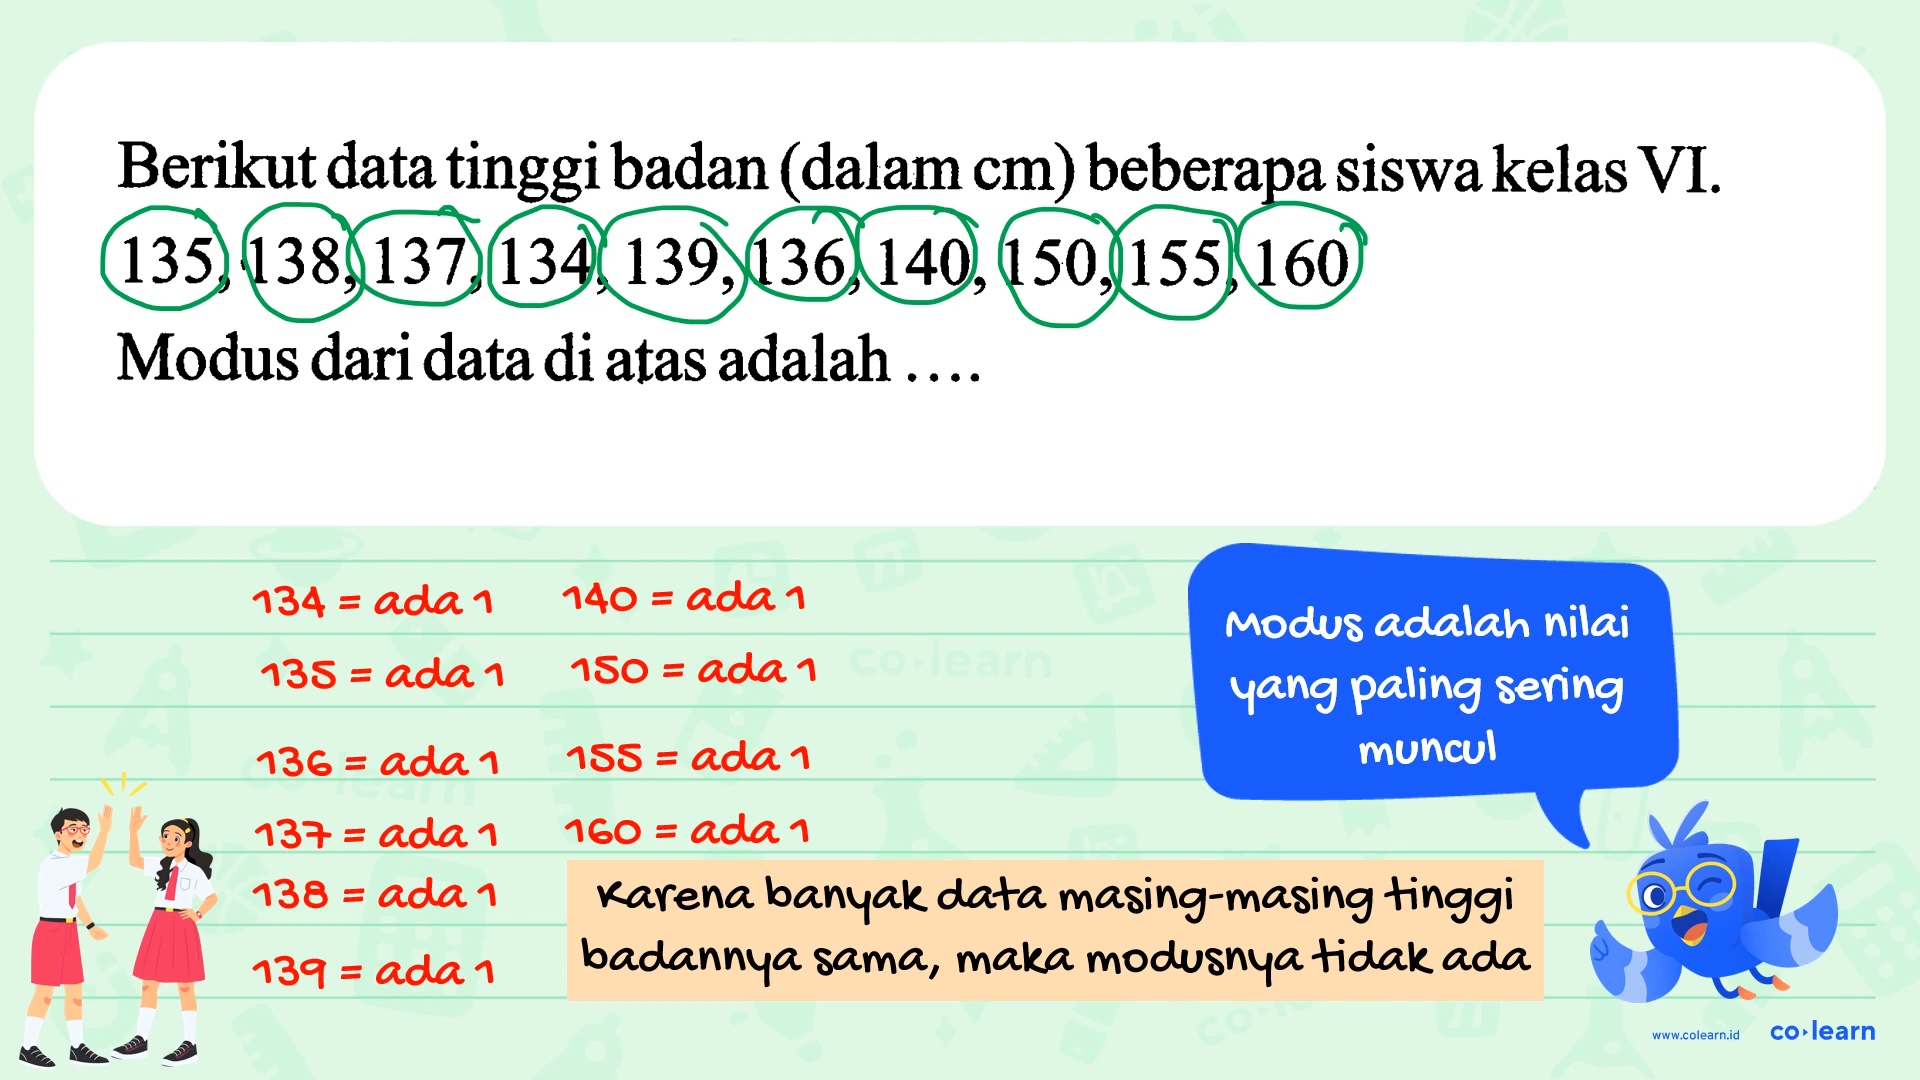 Berikut data tinggi badan (dalam cm) beberapa siswa kelas VI.
135, 138, 137, 134, 139, 136, 140, 150, 155, 160
Modus dari data di atas adalah ....
134 = ada 1
140 = ada 1
135 = ada 1
150 = ada 1
136 = ada 1
155 = ada 1
137 = ada 1
160 = ada 1
138 = ada 1
139 = ada 1
Karena banyak data masing-masing tinggi
badannya sama, maka modusnya tidak ada
Modus adalah nilai
yang paling sering
muncul
www.colearn.id
co·learn
co·learn
co·learn